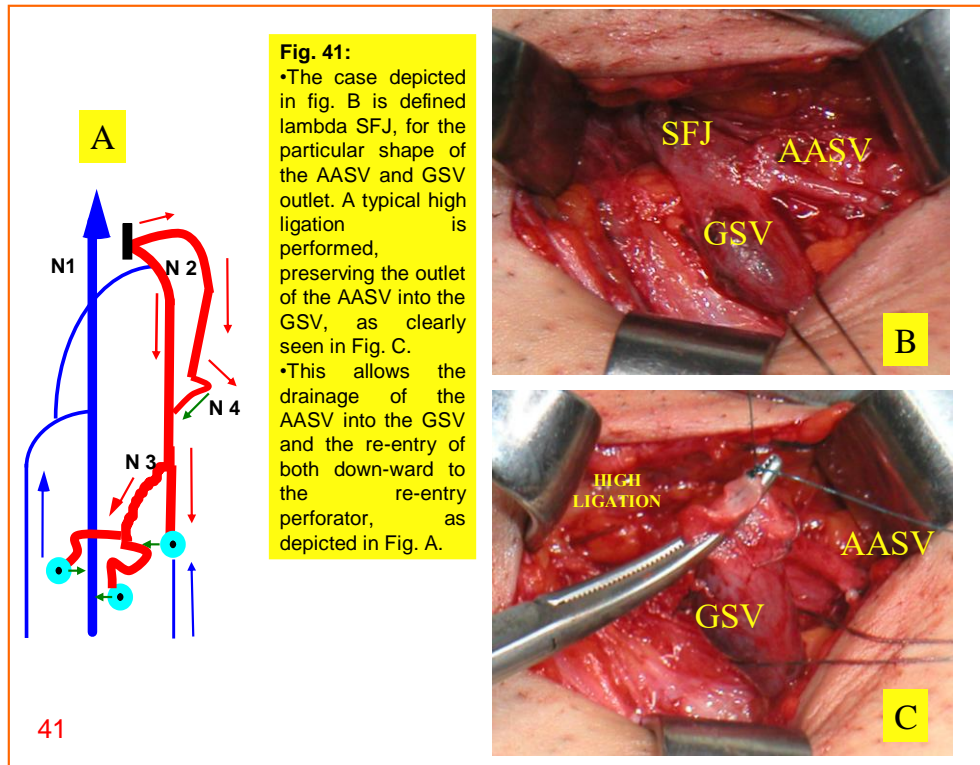 A
N1
N 2
N 4
N 3
41
Fig. 41:
•The case depicted
in fig. B is defined
lambda SFJ, for the
particular shape of
the AASV and GSV
outlet. A typical high
ligation is
performed,
preserving the outlet
of the AASV into the
GSV, as clearly
seen in Fig. C.
•This allows the
drainage of the
AASV into the GSV
and the re-entry of
both down-ward to
the re-entry
perforator, as
depicted in Fig. A.
SFJ
AASV
GSV
B
HIGH
LIGATION
AASV
GSV
C